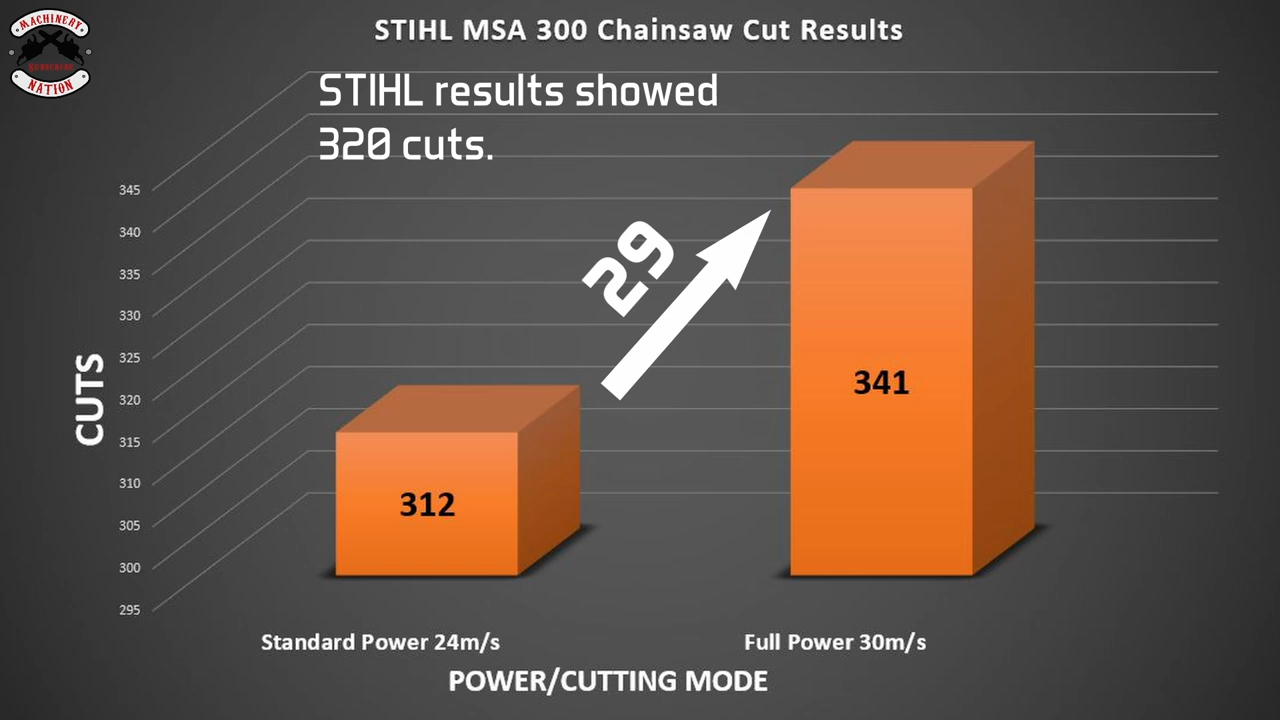 MACHINERY
SUBSCRIBE
NATION
STIHL MSA 300 Chainsaw Cut Results
STIHL results showed
320 cuts.
345
340
335
330
325
320
315
310
305
300
295
CUTS
29
312
341
Standard Power 24m/s
Full Power 30m/s
POWER/CUTTING MODE